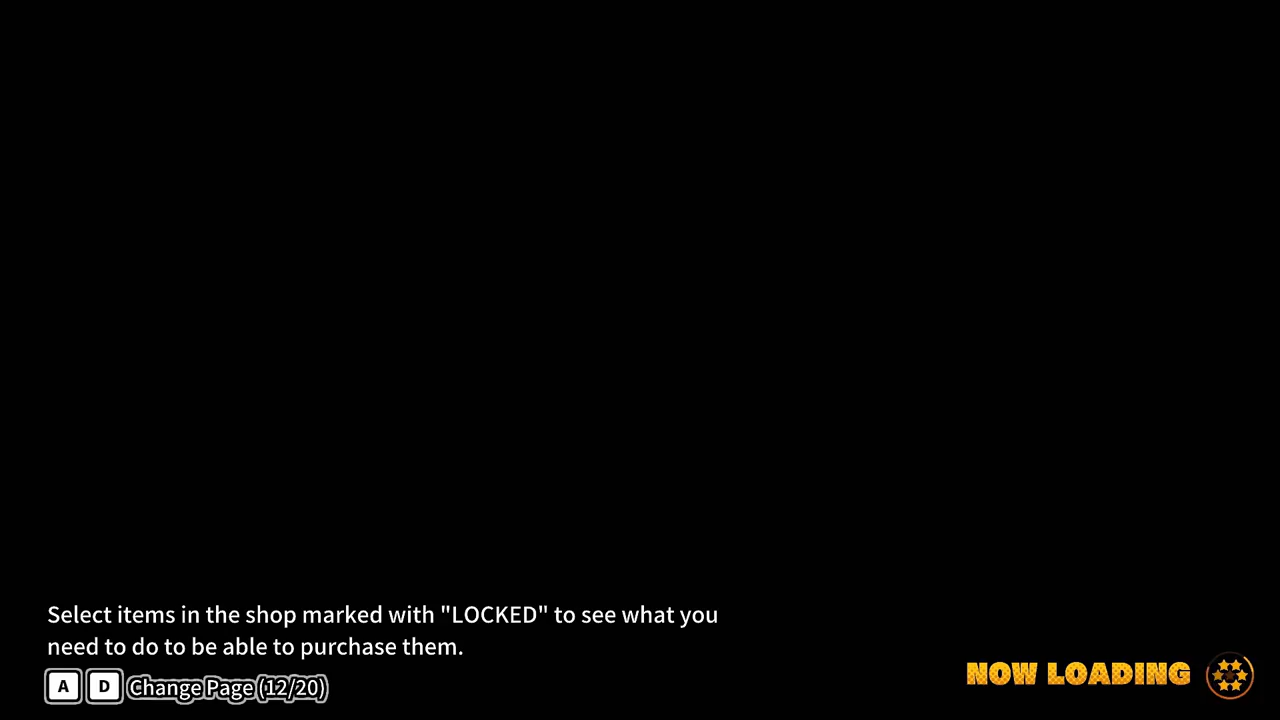 Select items in the shop marked with "LOCKED" to see what you
need to do to be able to purchase them.
A D Change Page (12/20)
NOW LOADING